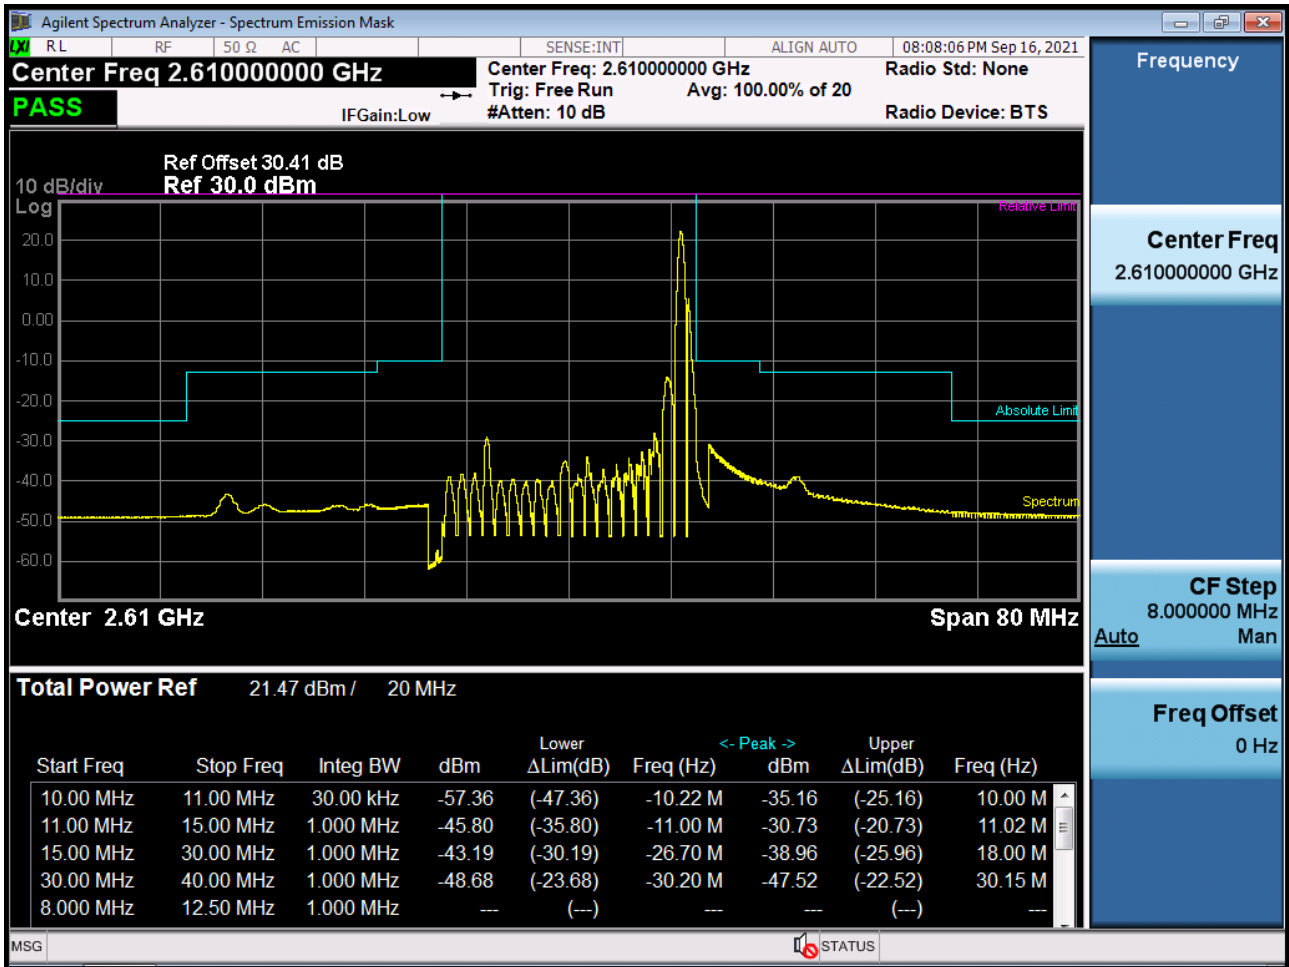 Agilent Spectrum Analyzer - Spectrum Emission Mask
LXI RL RF 50 Ω AC SENSE:INT ALIGN AUTO 08:08:06 PM Sep 16, 2021
Center Freq 2.610000000 GHz
Center Freq: 2.610000000 GHz
Radio Std: None
Trig: Free Run
Avg: 100.00% of 20
PASS
IFGain:Low
#Atten: 10 dB
Radio Device: BTS
Ref Offset 30.41 dB
10 dB/div Ref 30.0 dBm
Log
Relative Limit
20.0
10.0
0.00
-10.0
-20.0
Absolute Limit
-30.0
-40.0
Spectrum
-50.0
-60.0
Center 2.61 GHz Span 80 MHz
Total Power Ref 21.47 dBm / 20 MHz
Lower <- Peak -> Upper
Start Freq Stop Freq Integ BW dBm ΔLim(dB) Freq (Hz) dBm ΔLim(dB) Freq (Hz)
10.00 MHz 11.00 MHz 30.00 kHz -57.36 (-47.36) -10.22 M -35.16 (-25.16) 10.00 M
11.00 MHz 15.00 MHz 1.000 MHz -45.80 (-35.80) -11.00 M -30.73 (-20.73) 11.02 M
15.00 MHz 30.00 MHz 1.000 MHz -43.19 (-30.19) -26.70 M -38.96 (-25.96) 18.00 M
30.00 MHz 40.00 MHz 1.000 MHz -48.68 (-23.68) -30.20 M -47.52 (-22.52) 30.15 M
8.000 MHz 12.50 MHz 1.000 MHz --- (---) --- --- (---) ---
Frequency
Center Freq
2.610000000 GHz
CF Step
8.000000 MHz
Auto Man
Freq Offset
0 Hz
MSG STATUS